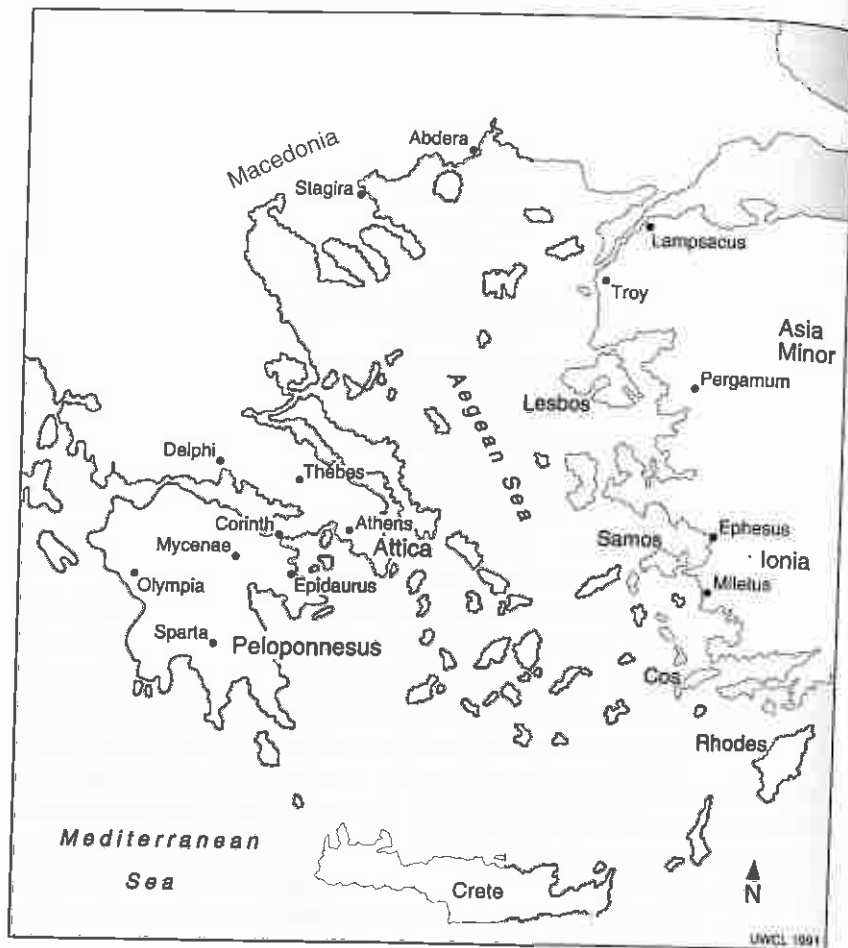 Abdera
Macedonia
Stagira
Lampsacus
Troy
Asia
Minor
Pergamum
Lesbos
Aegean Sea
Delphi
Thebes
Corinth
Athens
Attica
Mycenae
Ephesus
Samos
Ionia
Olympia
Epidaurus
Miletus
Sparta
Peloponnesus
Cos
Rhodes
Mediterranean
Sea
Crete
N
UWCL 1991